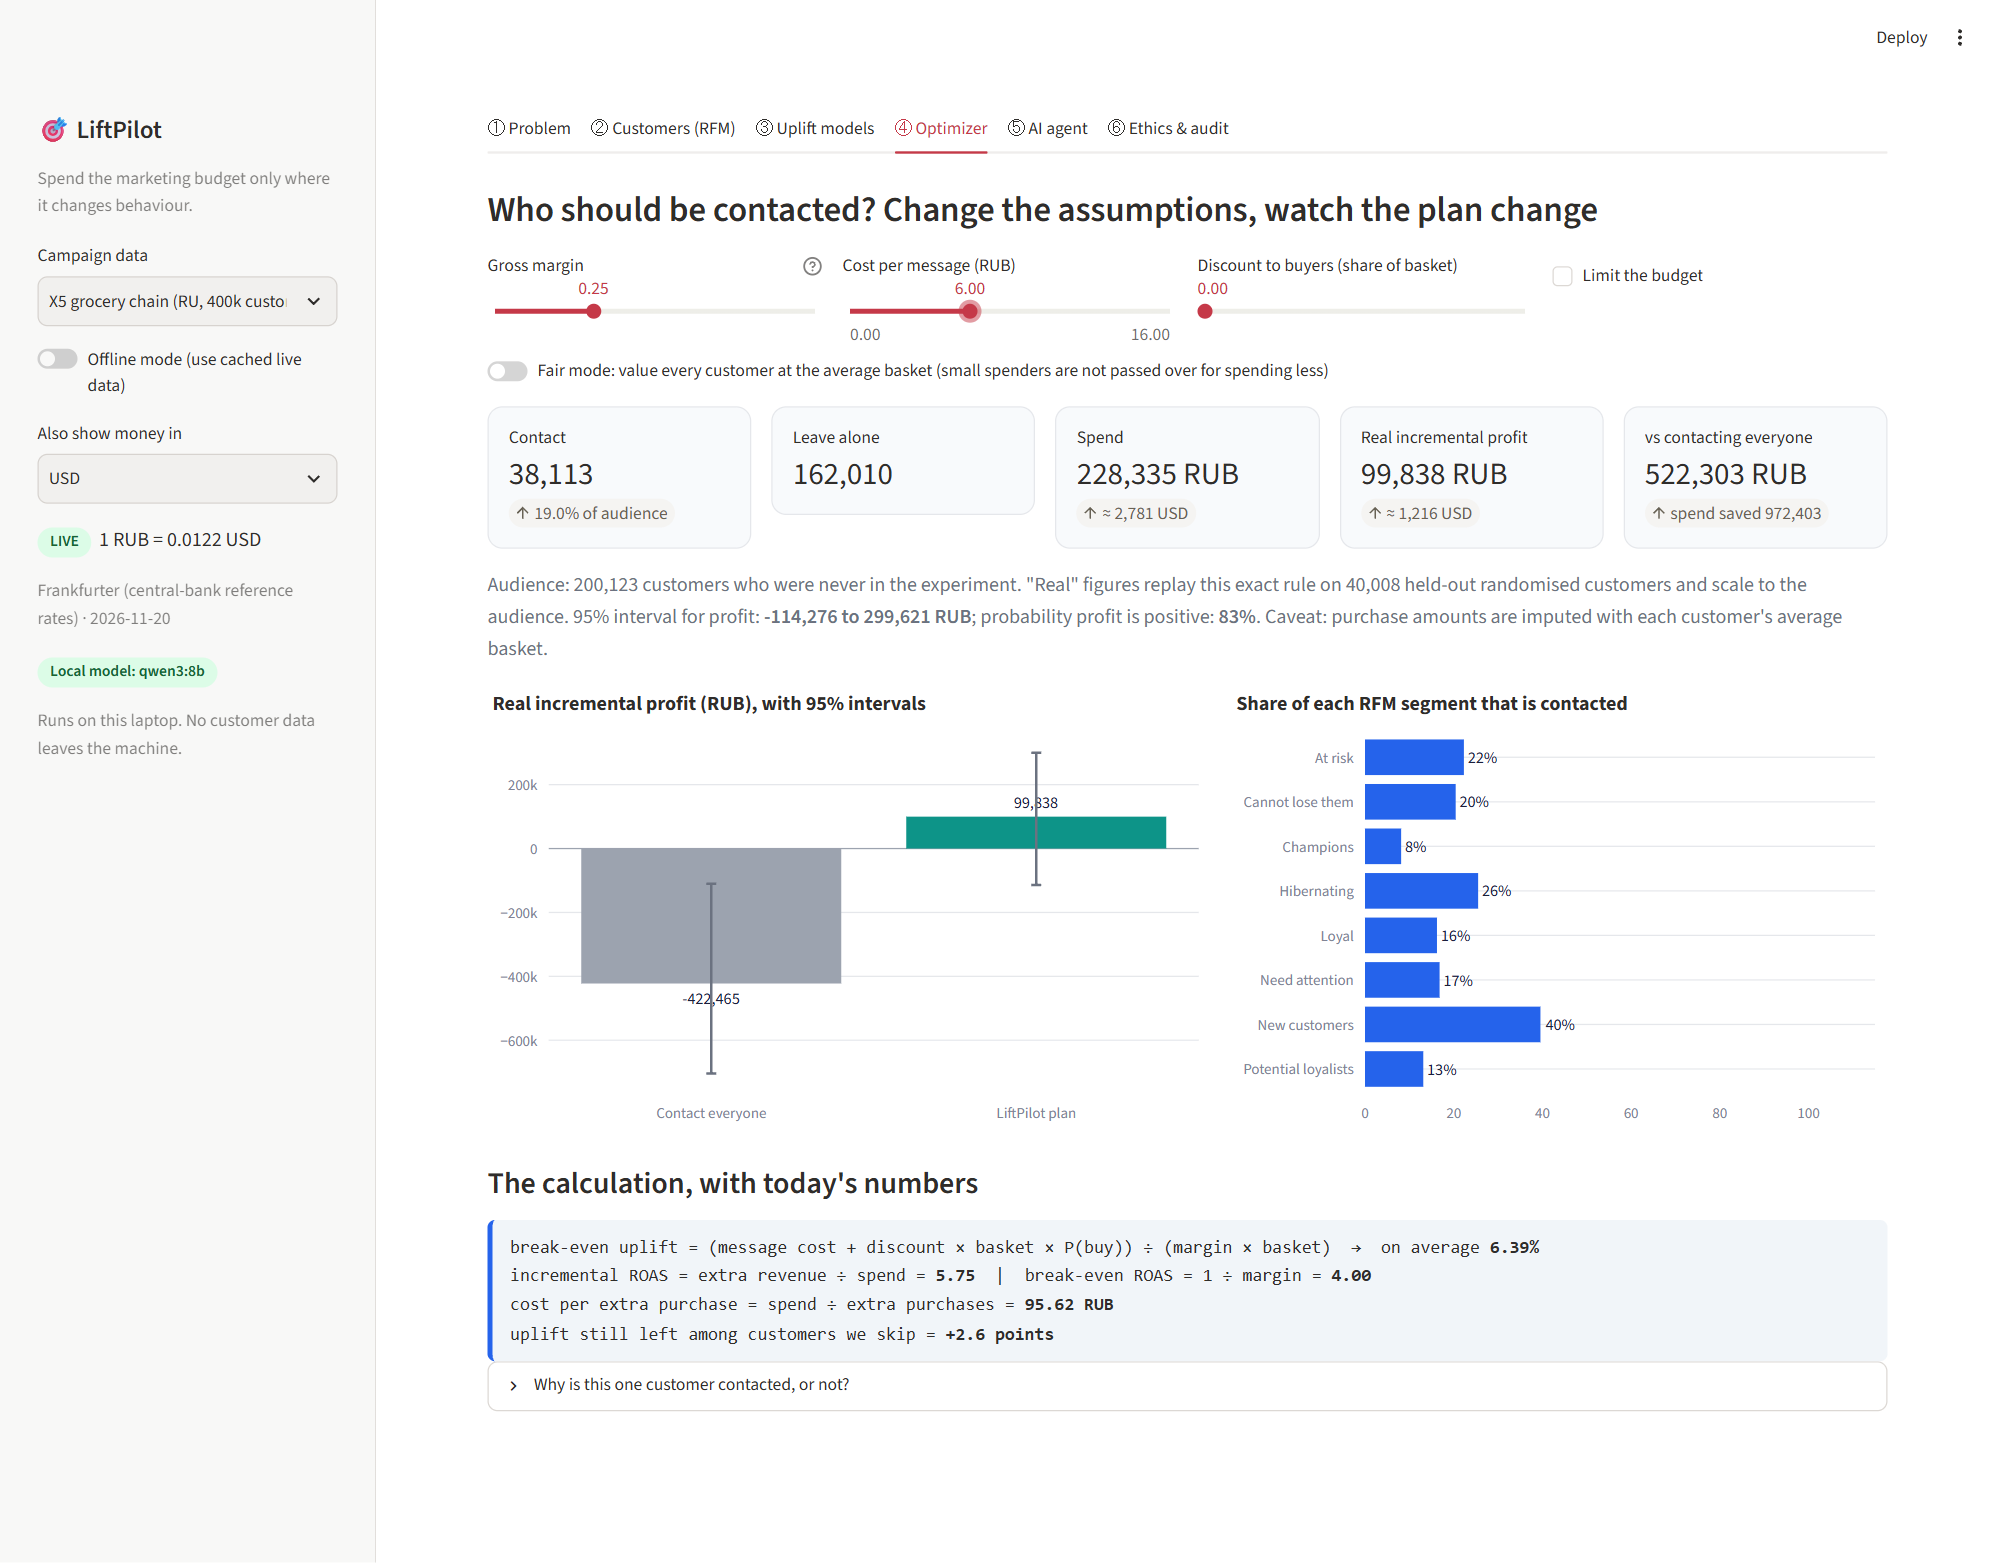 Deploy
🎯 LiftPilot
Spend the marketing budget only where
it changes behaviour.
Campaign data
X5 grocery chain (RU, 400k custo
Offline mode (use cached live
data)
Also show money in
USD
LIVE 1 RUB = 0.0122 USD
Frankfurter (central-bank reference
rates) · 2026-11-20
Local model: qwen3:8b
Runs on this laptop. No customer data
leaves the machine.
① Problem ② Customers (RFM) ③ Uplift models ④ Optimizer ⑤ AI agent ⑥ Ethics & audit
Who should be contacted? Change the assumptions, watch the plan change
Gross margin
0.25
Cost per message (RUB)
6.00
0.00 16.00
Discount to buyers (share of basket)
0.00
Limit the budget
Fair mode: value every customer at the average basket (small spenders are not passed over for spending less)
Contact
38,113
↑ 19.0% of audience
Leave alone
162,010
Spend
228,335 RUB
↑ ≈ 2,781 USD
Real incremental profit
99,838 RUB
↑ ≈ 1,216 USD
vs contacting everyone
522,303 RUB
↑ spend saved 972,403
Audience: 200,123 customers who were never in the experiment. "Real" figures replay this exact rule on 40,008 held-out randomised customers and scale to the
audience. 95% interval for profit: -114,276 to 299,621 RUB; probability profit is positive: 83%. Caveat: purchase amounts are imputed with each customer's average
basket.
Real incremental profit (RUB), with 95% intervals
200k
0
−200k
−400k
−600k
99,838
-422,465
Contact everyone LiftPilot plan
Share of each RFM segment that is contacted
At risk 22%
Cannot lose them 20%
Champions 8%
Hibernating 26%
Loyal 16%
Need attention 17%
New customers 40%
Potential loyalists 13%
0 20 40 60 80 100
The calculation, with today's numbers
break-even uplift = (message cost + discount × basket × P(buy)) ÷ (margin × basket) → on average 6.39%
incremental ROAS = extra revenue ÷ spend = 5.75 | break-even ROAS = 1 ÷ margin = 4.00
cost per extra purchase = spend ÷ extra purchases = 95.62 RUB
uplift still left among customers we skip = +2.6 points
Why is this one customer contacted, or not?